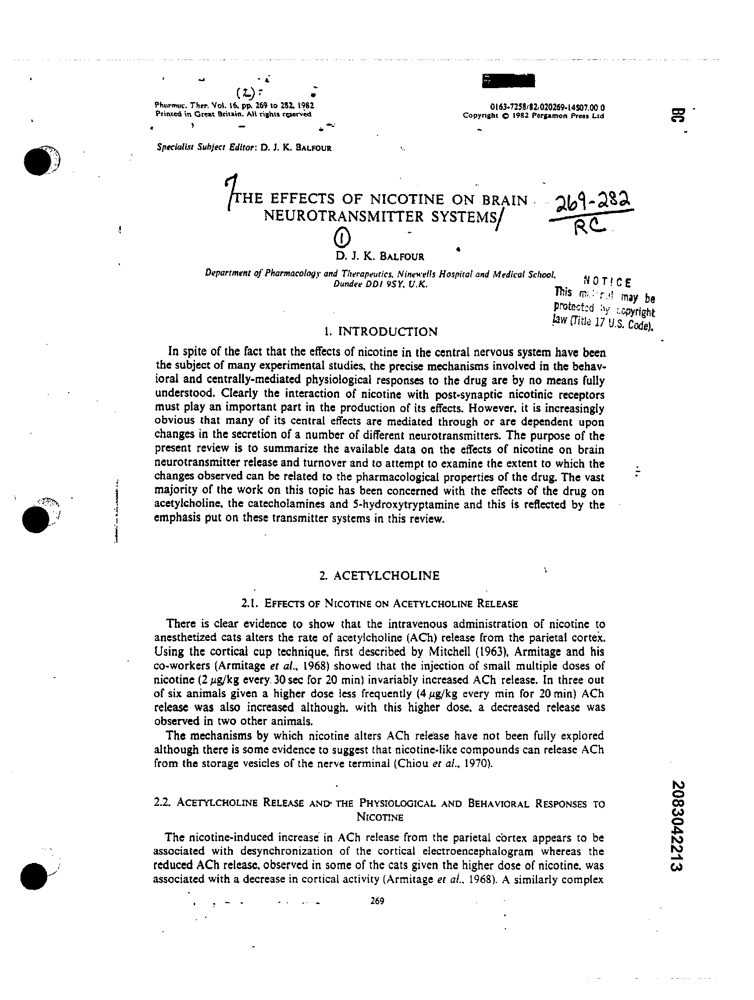 (2):
Pharmac. Ther. Vol. 16, pp. 269 to 282, 1982
Printed in Great Britain. All rights reserved
0163-7258/82/020269-14$07.00 0
Copyright © 1982 Pergamon Press Ltd
BC
Specialist Subject Editor: D. J. K. BALFOUR
THE EFFECTS OF NICOTINE ON BRAIN
NEUROTRANSMITTER SYSTEMS
269-282
RC
1
D. J. K. BALFOUR
Department of Pharmacology and Therapeutics, Ninewells Hospital and Medical School,
Dundee DD1 9SY, U.K.
NOTICE
This material may be
protected by copyright
law (Title 17 U.S. Code).
1. INTRODUCTION
In spite of the fact that the effects of nicotine in the central nervous system have been
the subject of many experimental studies, the precise mechanisms involved in the behav-
ioral and centrally-mediated physiological responses to the drug are by no means fully
understood. Clearly the interaction of nicotine with post-synaptic nicotinic receptors
must play an important part in the production of its effects. However, it is increasingly
obvious that many of its central effects are mediated through or are dependent upon
changes in the secretion of a number of different neurotransmitters. The purpose of the
present review is to summarize the available data on the effects of nicotine on brain
neurotransmitter release and turnover and to attempt to examine the extent to which the
changes observed can be related to the pharmacological properties of the drug. The vast
majority of the work on this topic has been concerned with the effects of the drug on
acetylcholine, the catecholamines and 5-hydroxytryptamine and this is reflected by the
emphasis put on these transmitter systems in this review.
2. ACETYLCHOLINE
2.1. EFFECTS OF NICOTINE ON ACETYLCHOLINE RELEASE
There is clear evidence to show that the intravenous administration of nicotine to
anesthetized cats alters the rate of acetylcholine (ACh) release from the parietal cortex.
Using the cortical cup technique, first described by Mitchell (1963), Armitage and his
co-workers (Armitage et al., 1968) showed that the injection of small multiple doses of
nicotine (2 μg/kg every 30 sec for 20 min) invariably increased ACh release. In three out
of six animals given a higher dose less frequently (4 μg/kg every min for 20 min) ACh
release was also increased although, with this higher dose, a decreased release was
observed in two other animals.
The mechanisms by which nicotine alters ACh release have not been fully explored
although there is some evidence to suggest that nicotine-like compounds can release ACh
from the storage vesicles of the nerve terminal (Chiou et al., 1970).
2.2. ACETYLCHOLINE RELEASE AND THE PHYSIOLOGICAL AND BEHAVIORAL RESPONSES TO
NICOTINE
The nicotine-induced increase in ACh release from the parietal cortex appears to be
associated with desynchronization of the cortical electroencephalogram whereas the
reduced ACh release, observed in some of the cats given the higher dose of nicotine, was
associated with a decrease in cortical activity (Armitage et al., 1968). A similarly complex
269
2083042213